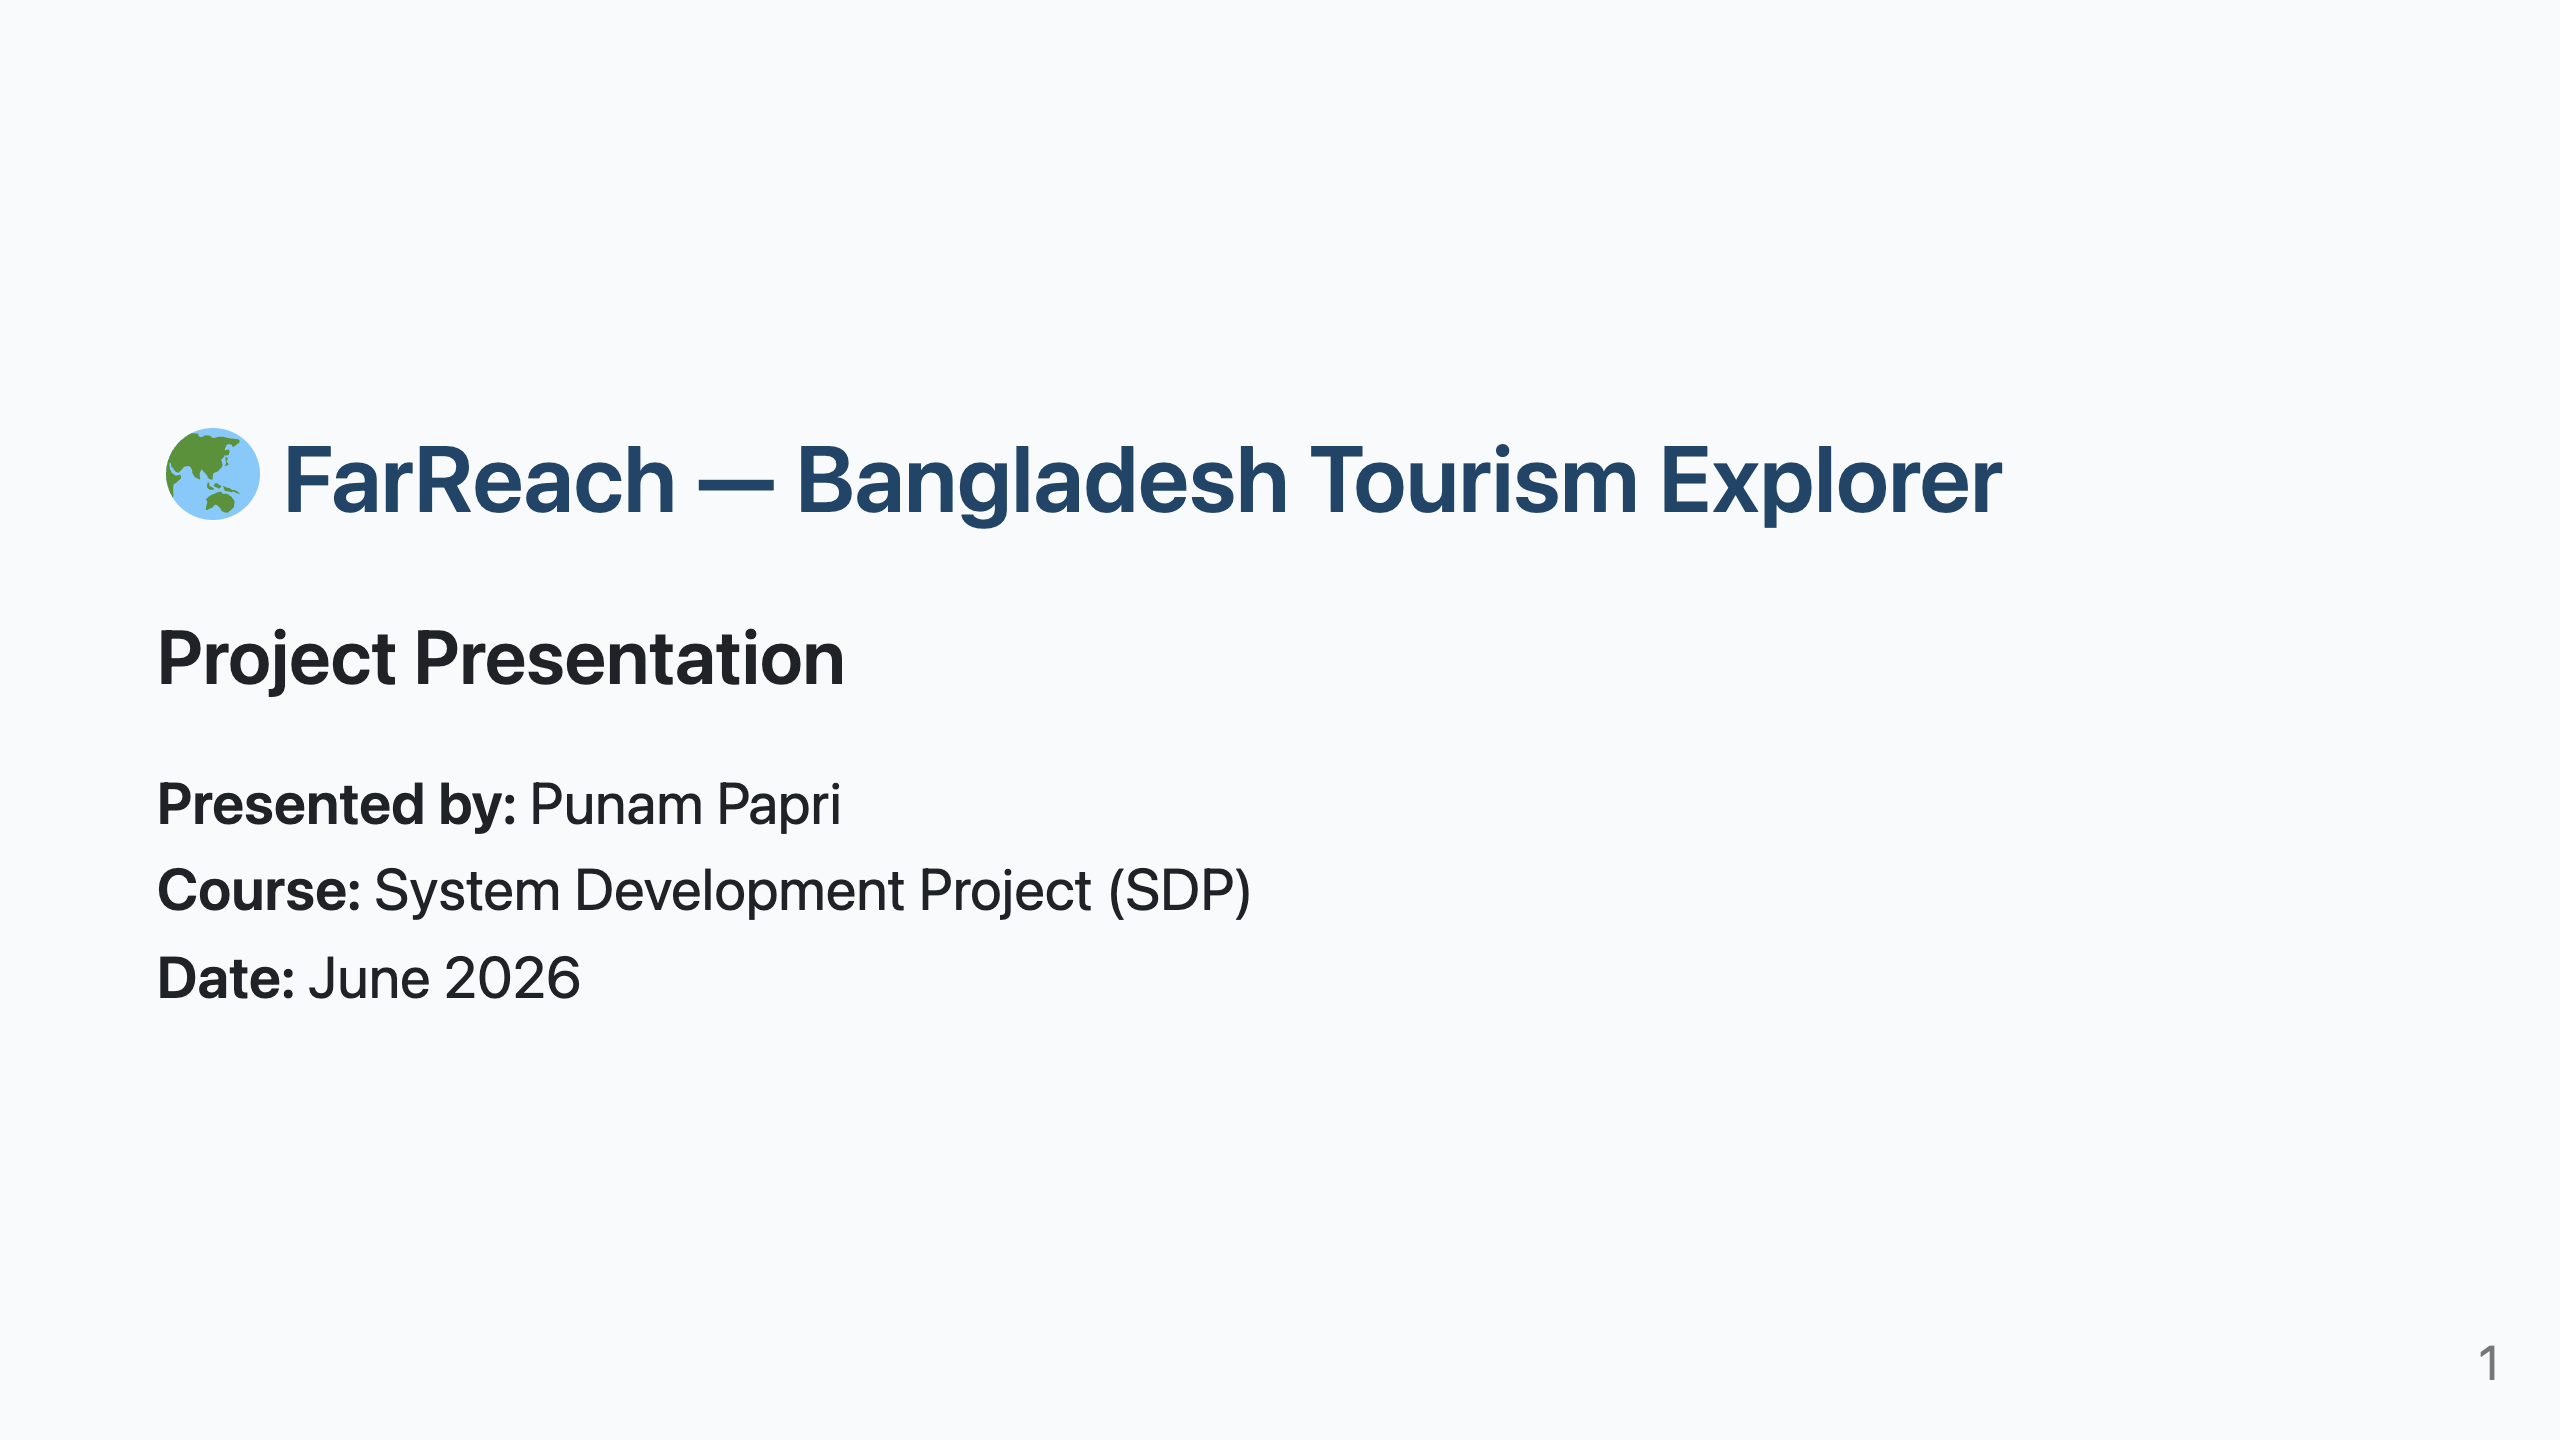 FarReach — Bangladesh Tourism Explorer
Project Presentation
Presented by: Punam Papri
Course: System Development Project (SDP)
Date: June 2026
1